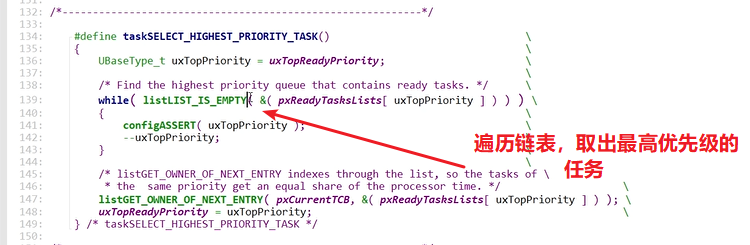 131:
132: /*-----------------------------------------------------------*/
133:
134: #define taskSELECT_HIGHEST_PRIORITY_TASK() \
135: { \
136: UBaseType_t uxTopPriority = uxTopReadyPriority; \
137: \
138: /* Find the highest priority queue that contains ready tasks. */ \
139: while( listLIST_IS_EMPTY( &( pxReadyTasksLists[ uxTopPriority ] ) ) ) \
140: { \
141: configASSERT( uxTopPriority ); \
142: --uxTopPriority; \
143: } \
遍历链表，取出最高优先级的
任务
144: \
145: /* listGET_OWNER_OF_NEXT_ENTRY indexes through the list, so the tasks of \
146: * the same priority get an equal share of the processor time. */ \
147: listGET_OWNER_OF_NEXT_ENTRY( pxCurrentTCB, &( pxReadyTasksLists[ uxTopPriority ] ) ); \
148: uxTopReadyPriority = uxTopPriority; \
149: } /* taskSELECT_HIGHEST_PRIORITY_TASK */
150: